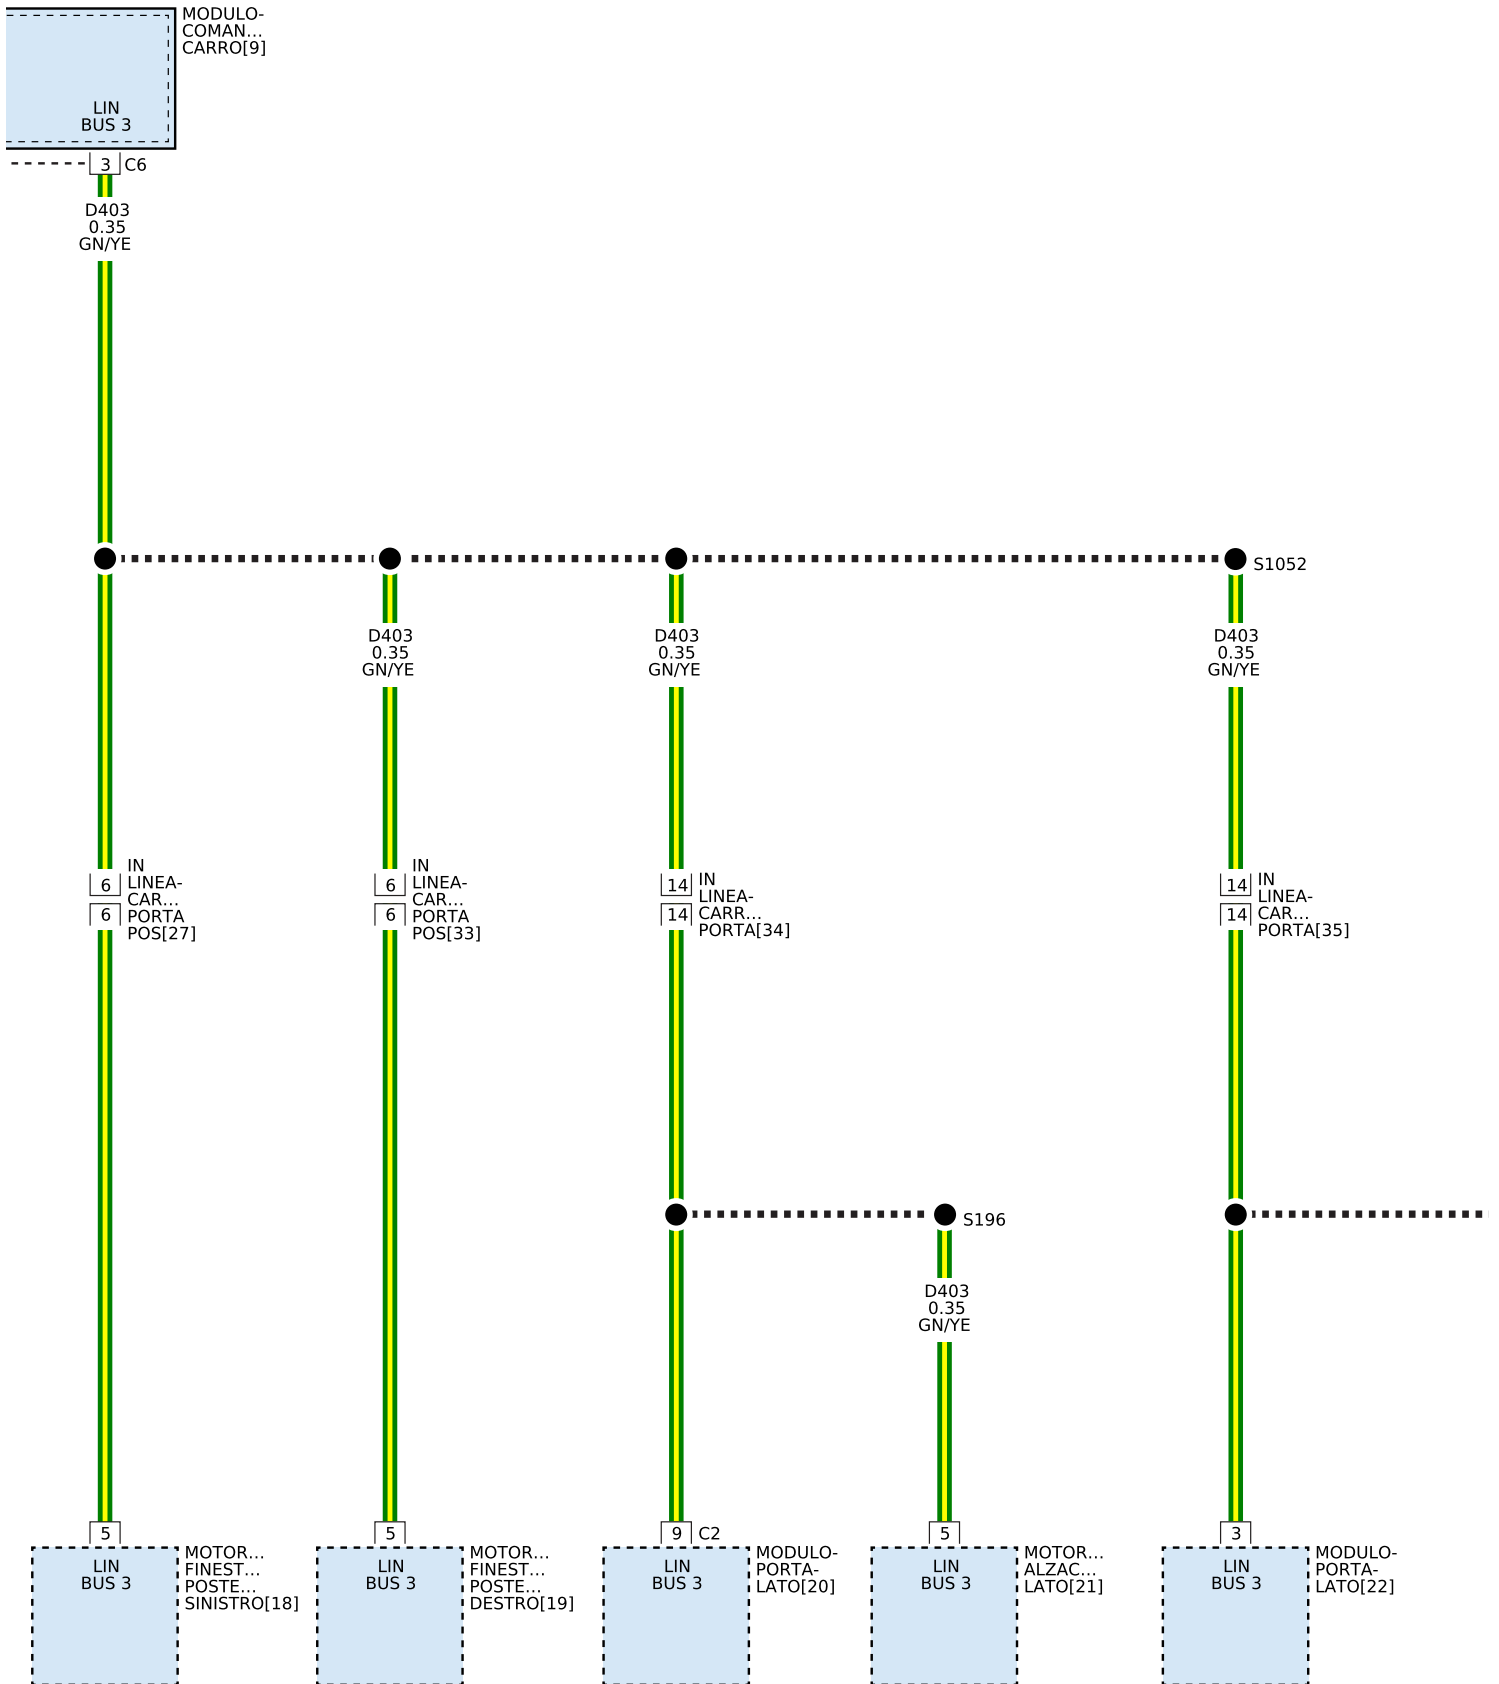 MODULO-
COMAN...
CARRO[9]
LIN
BUS 3
3 C6
D403
0.35
GN/YE
S1052
D403
0.35
GN/YE
D403
0.35
GN/YE
D403
0.35
GN/YE
6
6
IN
LINEA-
CAR...
PORTA
POS[27]
6
6
IN
LINEA-
CAR...
PORTA
POS[33]
14
14
IN
LINEA-
CARR...
PORTA[34]
14
14
IN
LINEA-
CAR...
PORTA[35]
S196
D403
0.35
GN/YE
5
LIN
BUS 3
MOTOR...
FINEST...
POSTE...
SINISTRO[18]
5
LIN
BUS 3
MOTOR...
FINEST...
POSTE...
DESTRO[19]
9 C2
LIN
BUS 3
MODULO-
PORTA-
LATO[20]
5
LIN
BUS 3
MOTOR...
ALZAC...
LATO[21]
3
LIN
BUS 3
MODULO-
PORTA-
LATO[22]